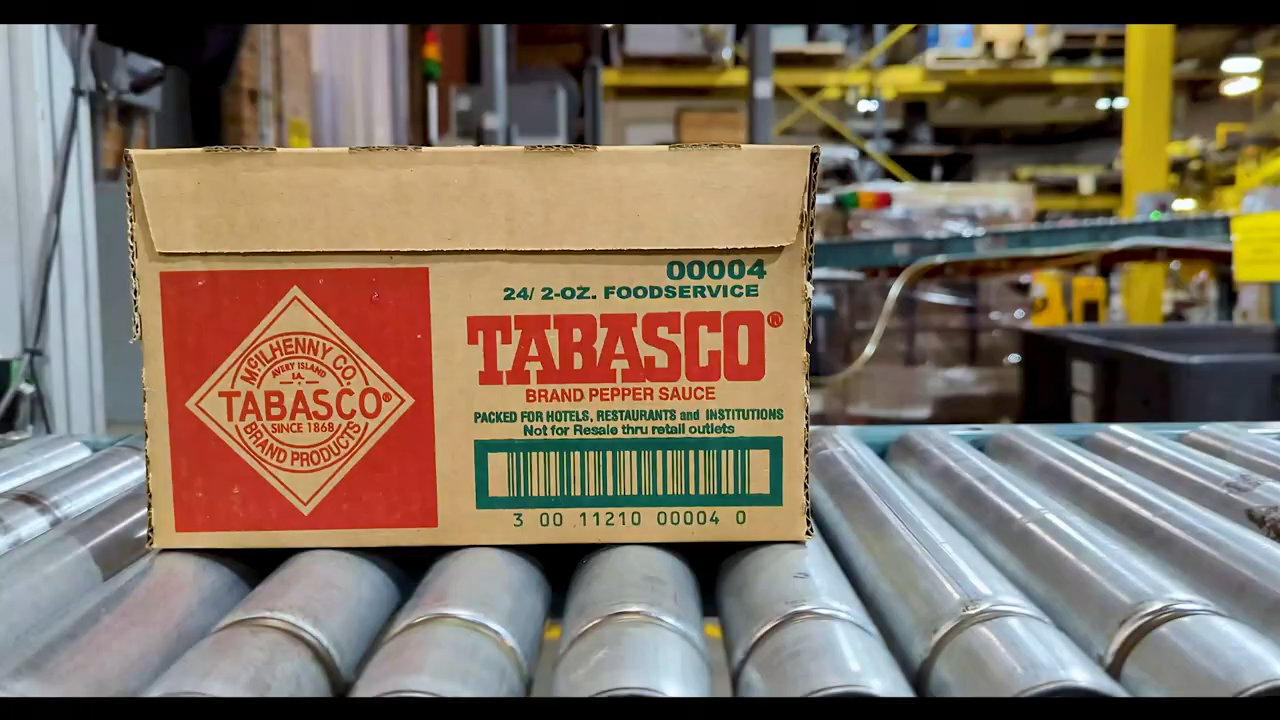 McILHENNY CO.
AVERY ISLAND
LA.
TABASCO®
SINCE 1868
BRAND PRODUCTS
00004
24/ 2-OZ. FOODSERVICE
TABASCO®
BRAND PEPPER SAUCE
PACKED FOR HOTELS, RESTAURANTS and INSTITUTIONS
Not for Resale thru retail outlets
3 00 11210 00004 0